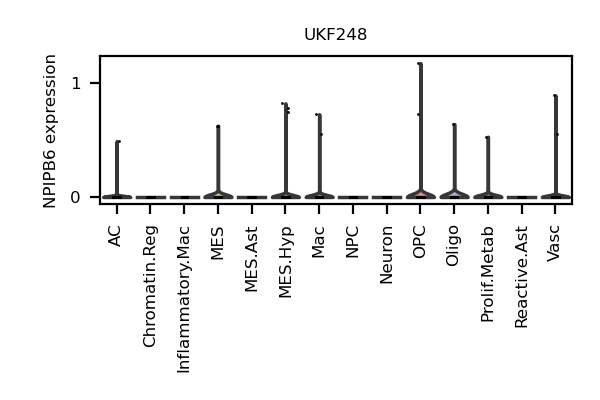 UKF248
NPIPB6 expression
1
0
AC
Chromatin.Reg
Inflammatory.Mac
MES
MES.Ast
MES.Hyp
Mac
NPC
Neuron
OPC
Oligo
Prolif.Metab
Reactive.Ast
Vasc